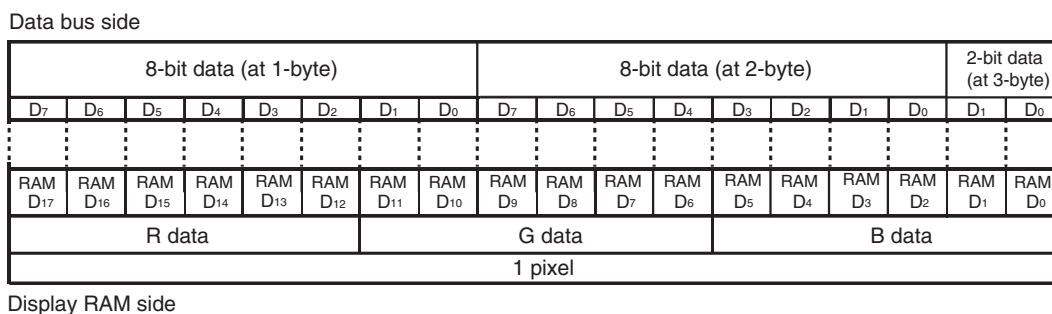 Data bus side
8-bit data (at 1-byte) 8-bit data (at 2-byte) 2-bit data (at 3-byte)
D7 D6 D5 D4 D3 D2 D1 D0 D7 D6 D5 D4 D3 D2 D1 D0 D1 D0
RAM RAM RAM RAM RAM RAM RAM RAM RAM RAM RAM RAM RAM RAM RAM RAM RAM RAM
D17 D16 D15 D14 D13 D12 D11 D10 D9 D8 D7 D6 D5 D4 D3 D2 D1 D0
R data G data B data
1 pixel
Display RAM side